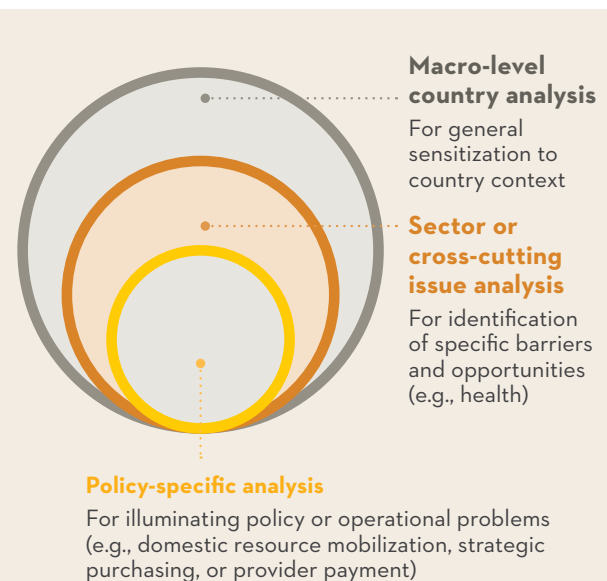 Macro-level
country analysis
For general
sensitization to
country context
Sector or
cross-cutting
issue analysis
For identification
of specific barriers
and opportunities
(e.g., health)
Policy-specific analysis
For illuminating policy or operational problems
(e.g., domestic resource mobilization, strategic
purchasing, or provider payment)